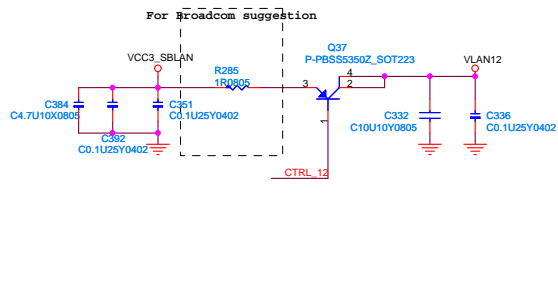 For Broadcom suggestion
Q37
P-PBSS5350Z_SOT223
VCC3_SBLAN
VLAN12
R285
1R0805
4
3
2
C384
C4.7U10X0805
C351
C0.1U25Y0402
C332
C10U10Y0805
C336
C0.1U25Y0402
1
C392
C0.1U25Y0402
CTRL_12